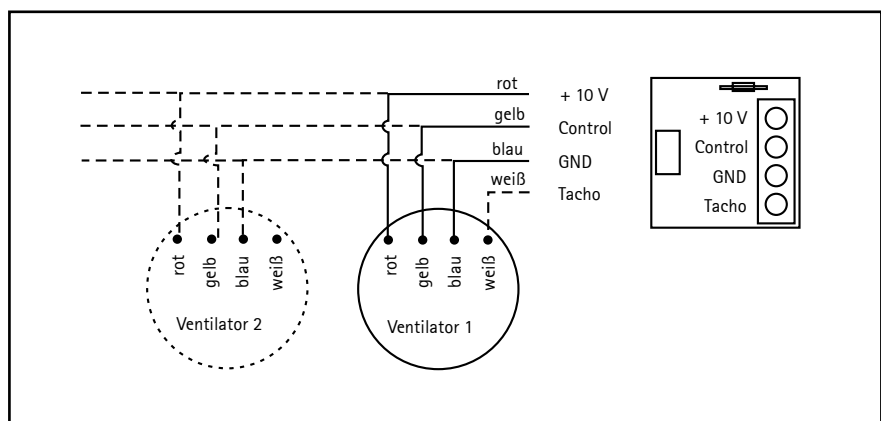 rot
+ 10 V
gelb
Control
blau
GND
weiß
Tacho
+ 10 V
Control
GND
Tacho
rot
gelb
blau
weiß
Ventilator 2
rot
gelb
blau
weiß
Ventilator 1